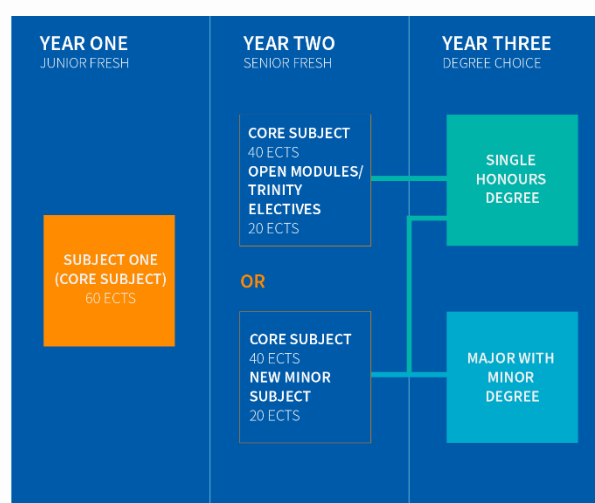 YEAR ONE
JUNIOR FRESH
SUBJECT ONE
(CORE SUBJECT)
60 ECTS
YEAR TWO
SENIOR FRESH
CORE SUBJECT
40 ECTS
OPEN MODULES/
TRINITY
ELECTIVES
20 ECTS
OR
CORE SUBJECT
40 ECTS
NEW MINOR
SUBJECT
20 ECTS
YEAR THREE
DEGREE CHOICE
SINGLE
HONOURS
DEGREE
MAJOR WITH
MINOR
DEGREE